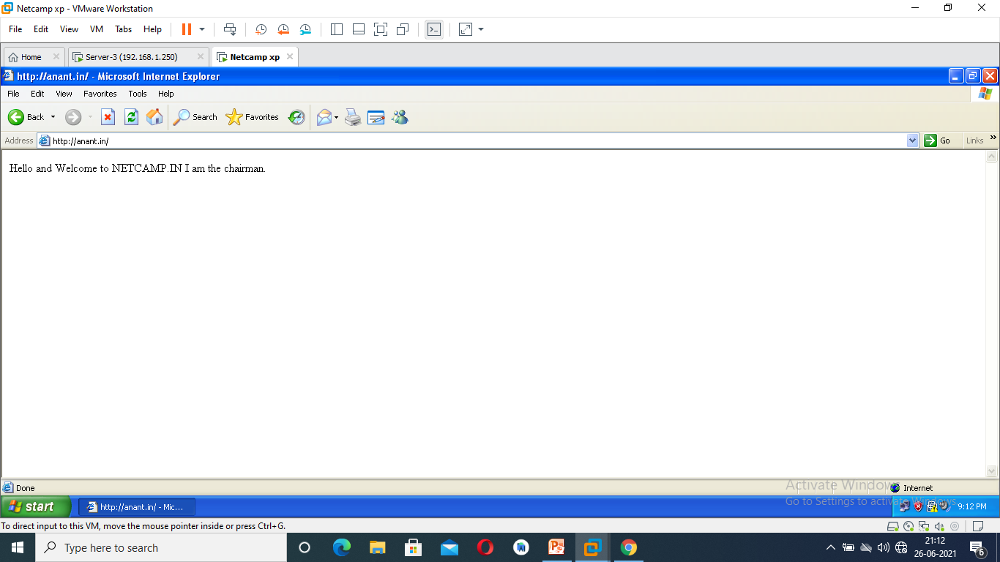 Netcamp xp - VMware Workstation
File Edit View VM Tabs Help
Home Server-3 (192.168.1.250) Netcamp xp
http://anant.in/ - Microsoft Internet Explorer
File Edit View Favorites Tools Help
Back Search Favorites
Address http://anant.in/ Go Links »
Hello and Welcome to NETCAMP.IN I am the chairman.
Done Internet
Activate Windows
Go to Settings to activate Windows.
start http://anant.in/ - Mic... 9:12 PM
To direct input to this VM, move the mouse pointer inside or press Ctrl+G.
Type here to search 21:12
26-06-2021 6